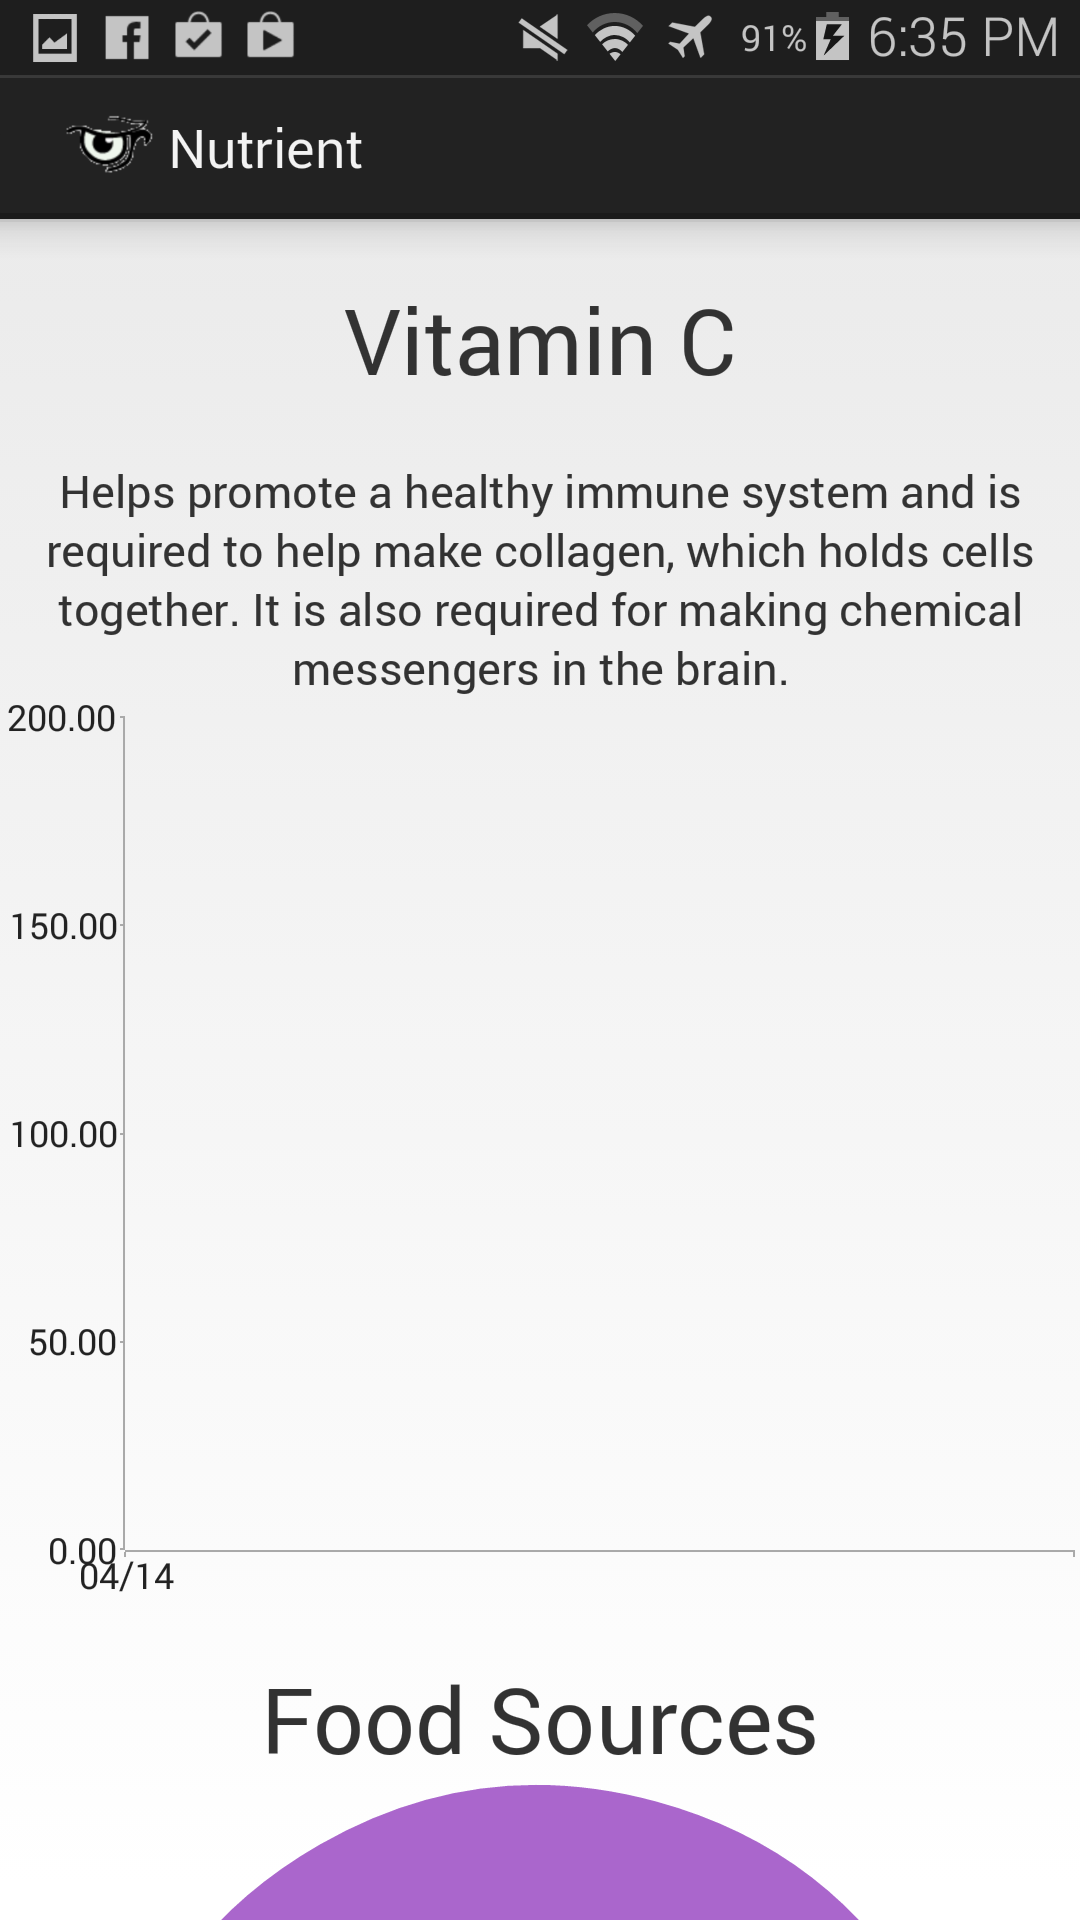 91% 6:35 PM
Nutrient
Vitamin C
Helps promote a healthy immune system and is
required to help make collagen, which holds cells
together. It is also required for making chemical
messengers in the brain.
200.00
150.00
100.00
50.00
0.00
04/14
Food Sources